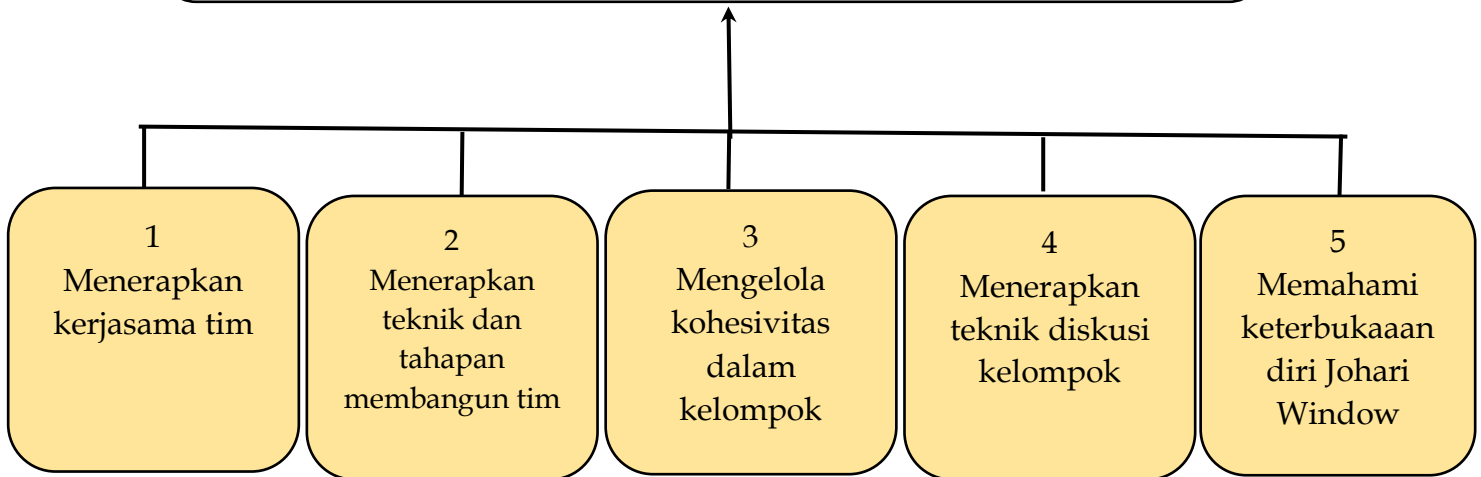 1
Menerapkan
kerjasama tim
2
Menerapkan
teknik dan
tahapan
membangun tim
3
Mengelola
kohesivitas
dalam
kelompok
4
Menerapkan
teknik diskusi
kelompok
5
Memahami
keterbukaaan
diri Johari
Window